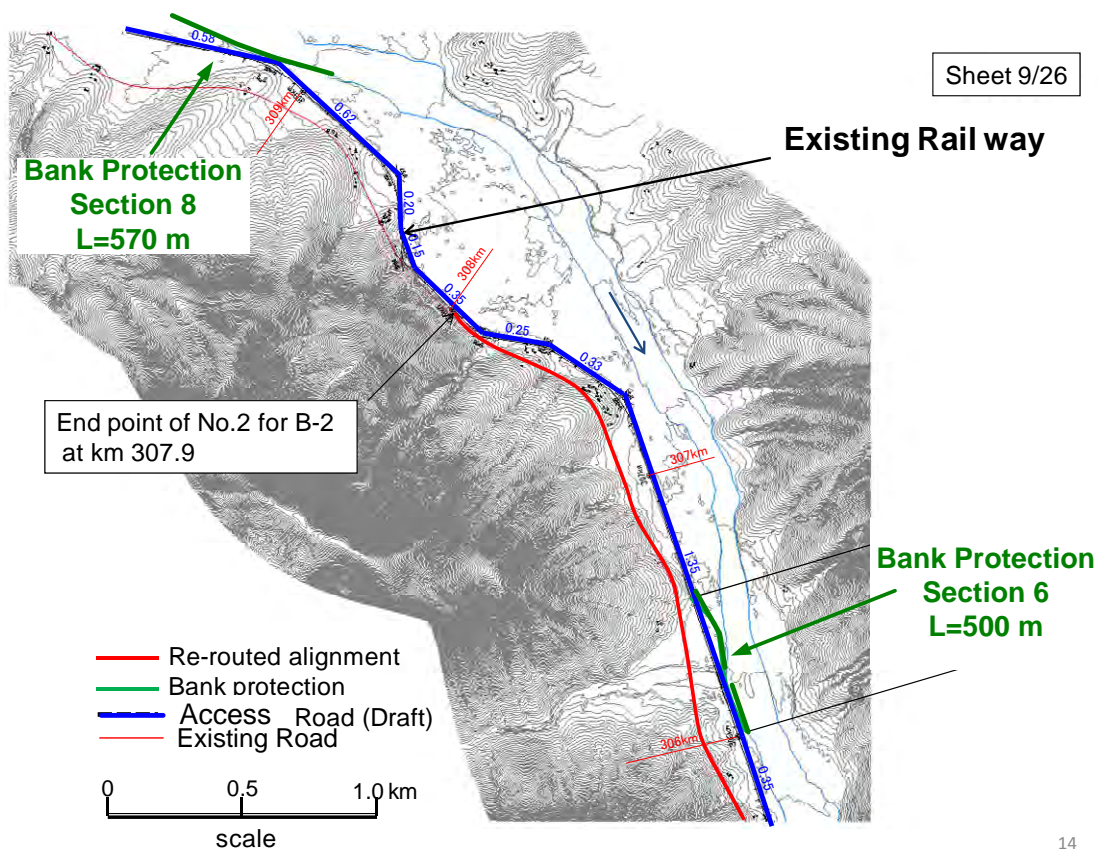 Sheet 9/26
0.58
Existing Rail way
309km
0.62
Bank Protection
Section 8
L=570 m
0.20
0.15
308km
0.35
0.25
0.33
End point of No.2 for B-2
at km 307.9
307km
1.35
Bank Protection
Section 6
L=500 m
Re-routed alignment
Bank protection
Access Road (Draft)
Existing Road
306km
0.35
0 0.5 1.0 km
scale
14